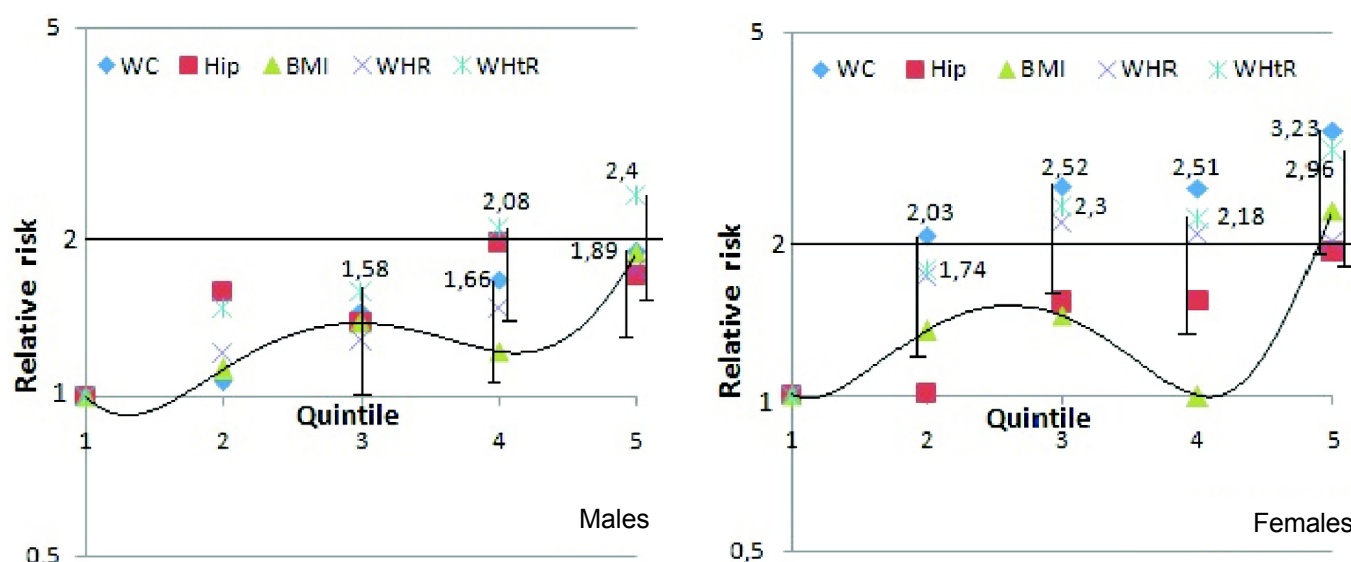 5
WC Hip BMI WHR WHtR
2,4
2,08
2
1,89
1,66
1,58
Relative risk
1
Quintile
1 2 3 4 5
Males
0.5
5
WC Hip BMI WHR WHtR
3,23
2,52 2,51
2,96
2,03
2,3 2,18
2
1,74
Relative risk
1
Quintile
1 2 3 4 5
Females
0,5